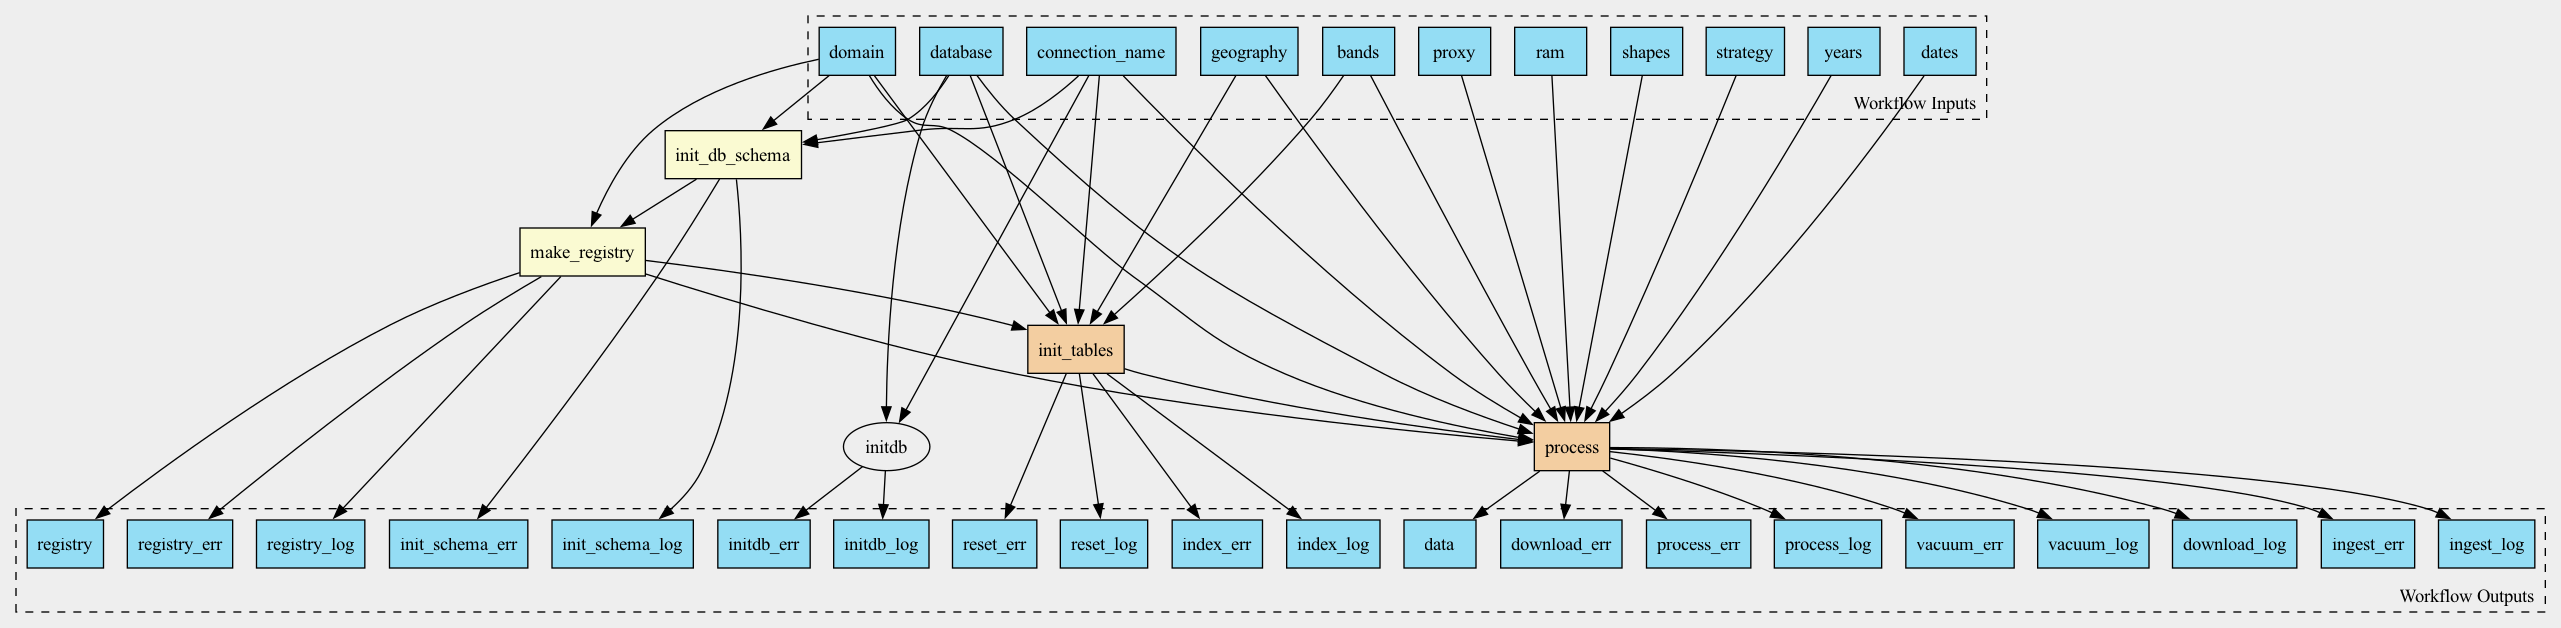 domain
database
connection_name
geography
bands
proxy
ram
shapes
strategy
years
dates
Workflow Inputs
init_db_schema
make_registry
init_tables
initdb
process
registry
registry_err
registry_log
init_schema_err
init_schema_log
initdb_err
initdb_log
reset_err
reset_log
index_err
index_log
data
download_err
process_err
process_log
vacuum_err
vacuum_log
download_log
ingest_err
ingest_log
Workflow Outputs